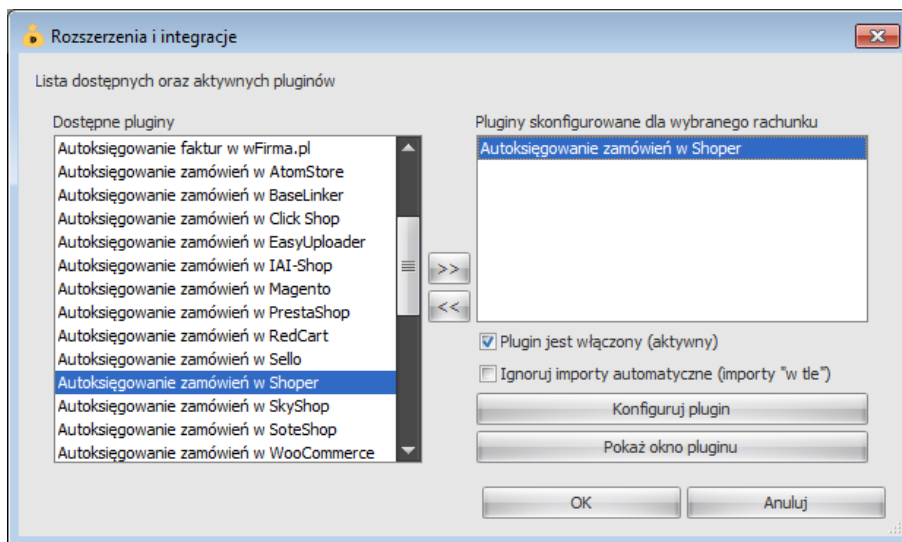 Rozszerzenia i integracje
Lista dostępnych oraz aktywnych pluginów
Dostępne pluginy
Autoksięgowanie faktur w wFirma.pl
Autoksięgowanie zamówień w AtomStore
Autoksięgowanie zamówień w BaseLinker
Autoksięgowanie zamówień w Click Shop
Autoksięgowanie zamówień w EasyUploader
Autoksięgowanie zamówień w IAI-Shop
Autoksięgowanie zamówień w Magento
Autoksięgowanie zamówień w PrestaShop
Autoksięgowanie zamówień w RedCart
Autoksięgowanie zamówień w Sello
Autoksięgowanie zamówień w Shoper
Autoksięgowanie zamówień w SkyShop
Autoksięgowanie zamówień w SoteShop
Autoksięgowanie zamówień w WooCommerce
>>
<<
Pluginy skonfigurowane dla wybranego rachunku
Autoksięgowanie zamówień w Shoper
Plugin jest włączony (aktywny)
Ignoruj importy automatyczne (importy "w tle")
Konfiguruj plugin
Pokaż okno pluginu
OK
Anuluj